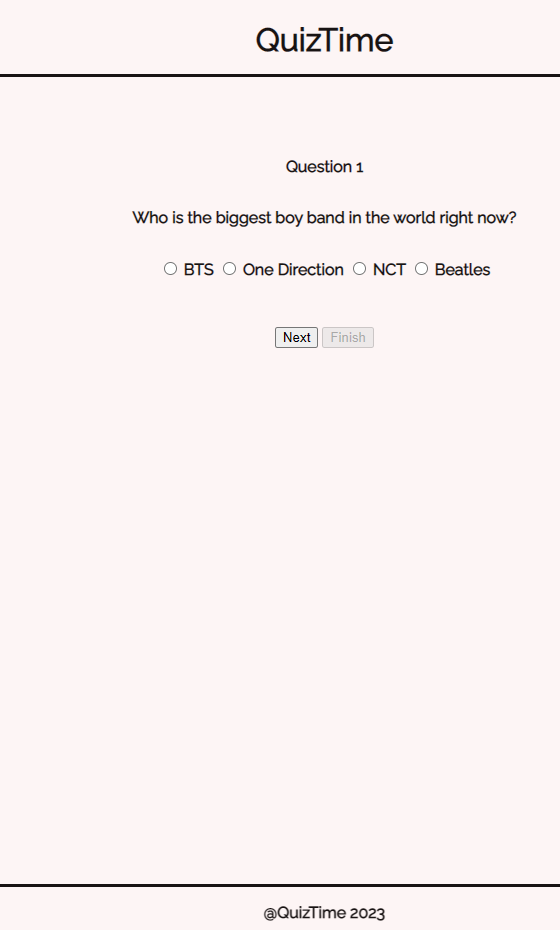 QuizTime
Question 1
Who is the biggest boy band in the world right now?
BTS One Direction NCT Beatles
Next Finish
@QuizTime 2023